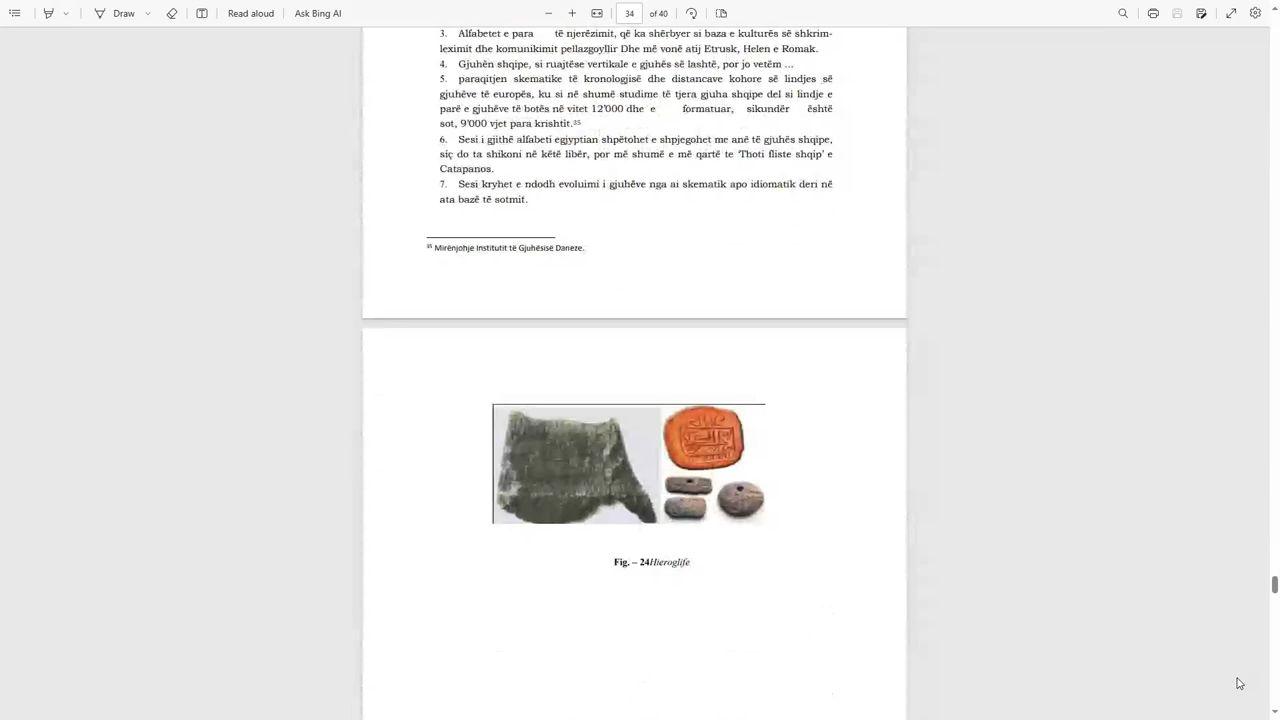 Draw
Read aloud
Ask Bing AI
34
of 40
3. Alfabetet e para të njerëzimit, që ka shërbyer si baza e kulturës së shkrim-
leximit dhe komunikimit pellazgoyllir Dhe më vonë atij Etrusk, Helen e Romak.
4. Gjuhën shqipe, si ruajtëse vertikale e gjuhës së lashtë, por jo vetëm ...
5. paraqitjen skematike të kronologjisë dhe distancave kohore së lindjes së
gjuhëve të europës, ku si në shumë studime të tjera gjuha shqipe del si lindje e
parë e gjuhëve të botës në vitet 12'000 dhe e formatuar, sikundër është
sot, 9'000 vjet para krishtit.
6. Sesi i gjithë alfabeti egjyptian shpëtohet e shpjegohet me anë të gjuhës shqipe,
siç do ta shikoni në këtë libër, por më shumë e më qartë te 'Thoti fliste shqip' e
Catapanos.
7. Sesi kryhet e ndodh evoluimi i gjuhëve nga ai skematik apo idiomatik deri në
ata bazë të sotmit.
Mirënjohje Institutit të Gjuhësisë Daneze.
Fig. – 24Hieroglife